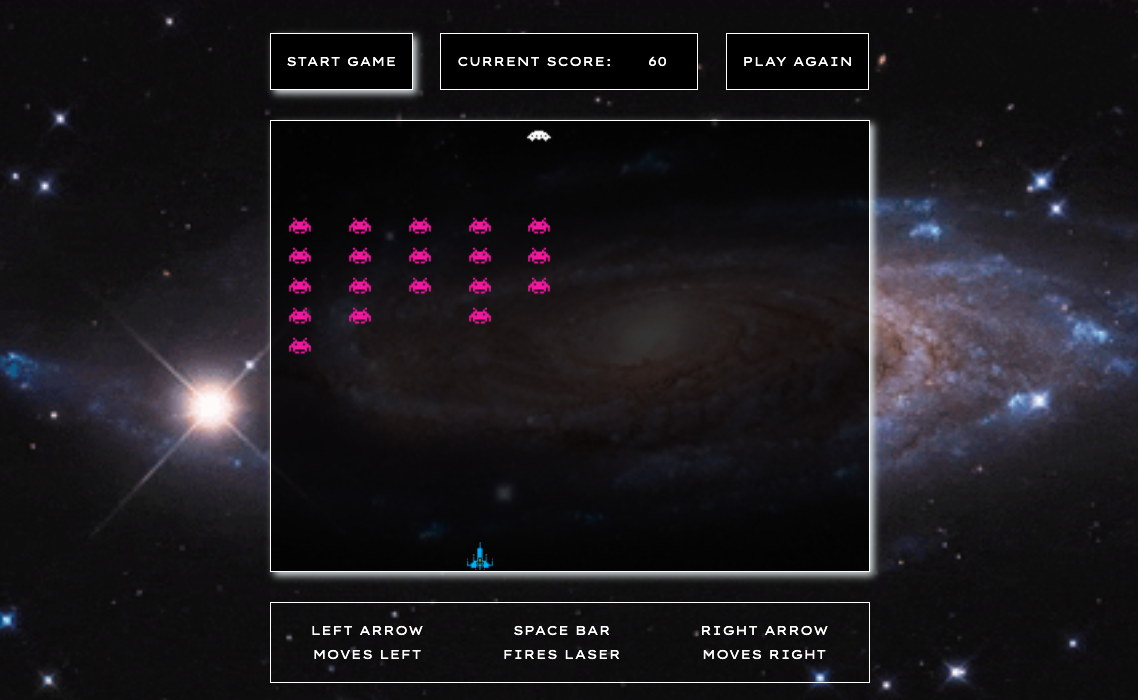 START GAME
CURRENT SCORE: 60
PLAY AGAIN
LEFT ARROW
MOVES LEFT
SPACE BAR
FIRES LASER
RIGHT ARROW
MOVES RIGHT